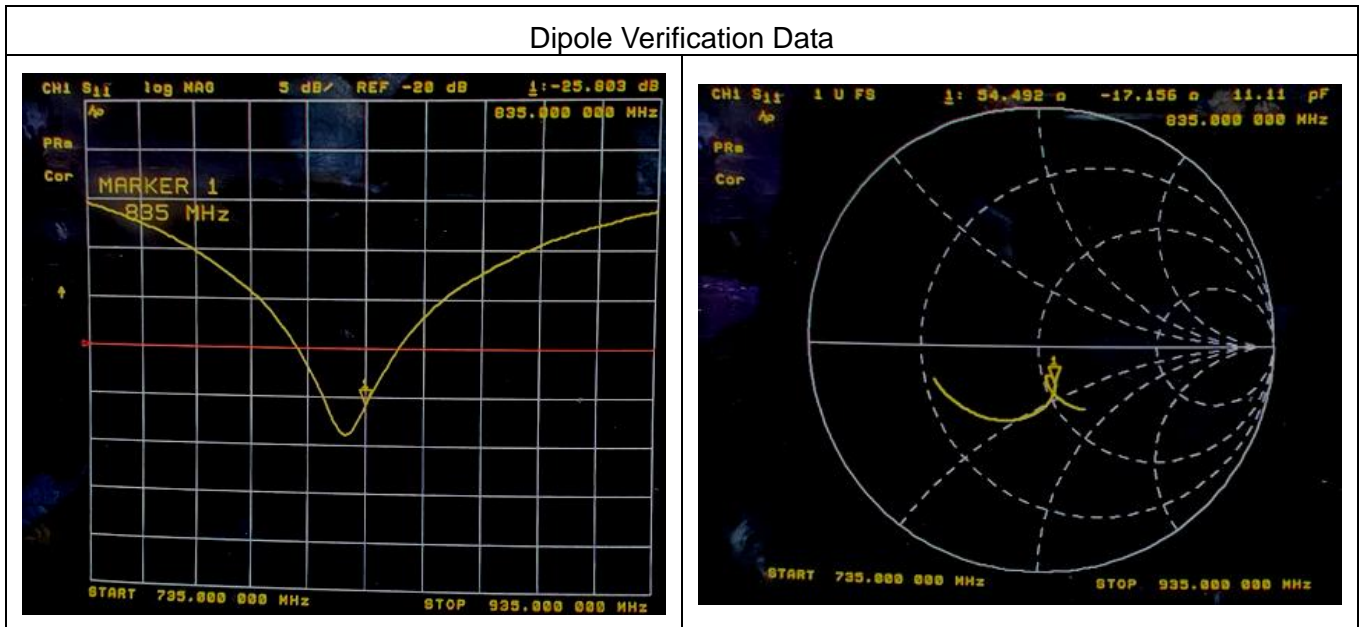 Dipole Verification Data
CH1 S11 log MAG 5 dB/ REF -20 dB 1:-25.803 dB
hp
835.000 000 MHz
PRm
Cor
MARKER 1
835 MHz
START 735.000 000 MHz
STOP 935.000 000 MHz
CH1 S11 1 U FS 1: 54.492 Ω -17.156 Ω 11.11 pF
hp
835.000 000 MHz
PRm
Cor
1
START 735.000 000 MHz
STOP 935.000 000 MHz